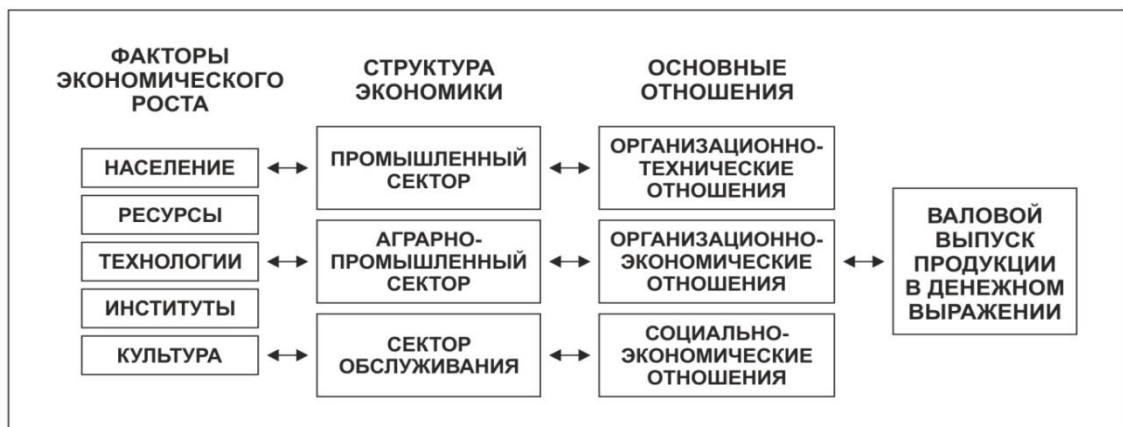 ФАКТОРЫ
ЭКОНОМИЧЕСКОГО
РОСТА
НАСЕЛЕНИЕ
РЕСУРСЫ
ТЕХНОЛОГИИ
ИНСТИТУТЫ
КУЛЬТУРА
СТРУКТУРА
ЭКОНОМИКИ
ПРОМЫШЛЕННЫЙ
СЕКТОР
АГРАРНО-
ПРОМЫШЛЕННЫЙ
СЕКТОР
СЕКТОР
ОБСЛУЖИВАНИЯ
ОСНОВНЫЕ
ОТНОШЕНИЯ
ОРГАНИЗАЦИОННО-
ТЕХНИЧЕСКИЕ
ОТНОШЕНИЯ
ОРГАНИЗАЦИОННО-
ЭКОНОМИЧЕСКИЕ
ОТНОШЕНИЯ
СОЦИАЛЬНО-
ЭКОНОМИЧЕСКИЕ
ОТНОШЕНИЯ
ВАЛОВОЙ
ВЫПУСК
ПРОДУКЦИИ
В ДЕНЕЖНОМ
ВЫРАЖЕНИИ